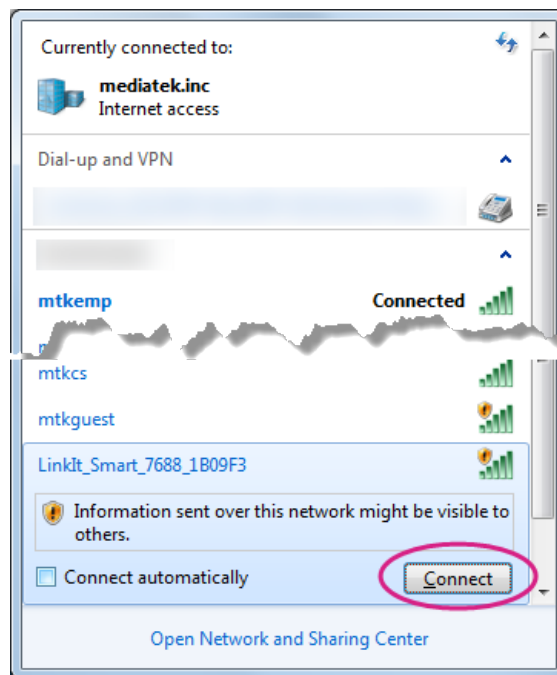 Currently connected to:
mediatek.inc
Internet access
Dial-up and VPN
mtkemp Connected
mtkcs
mtkguest
LinkIt_Smart_7688_1B09F3
Information sent over this network might be visible to
others.
Connect automatically Connect
Open Network and Sharing Center